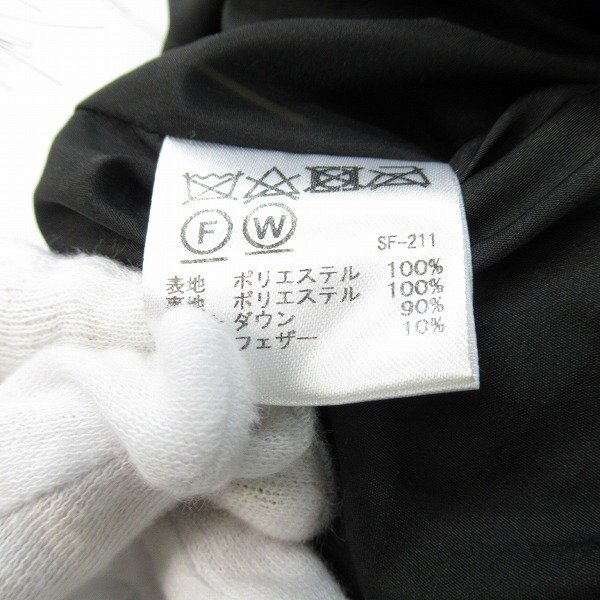 F W SF-211
表地 ポリエステル 100%
裏地 ポリエステル 100%
ダウン 90%
フェザー 10%